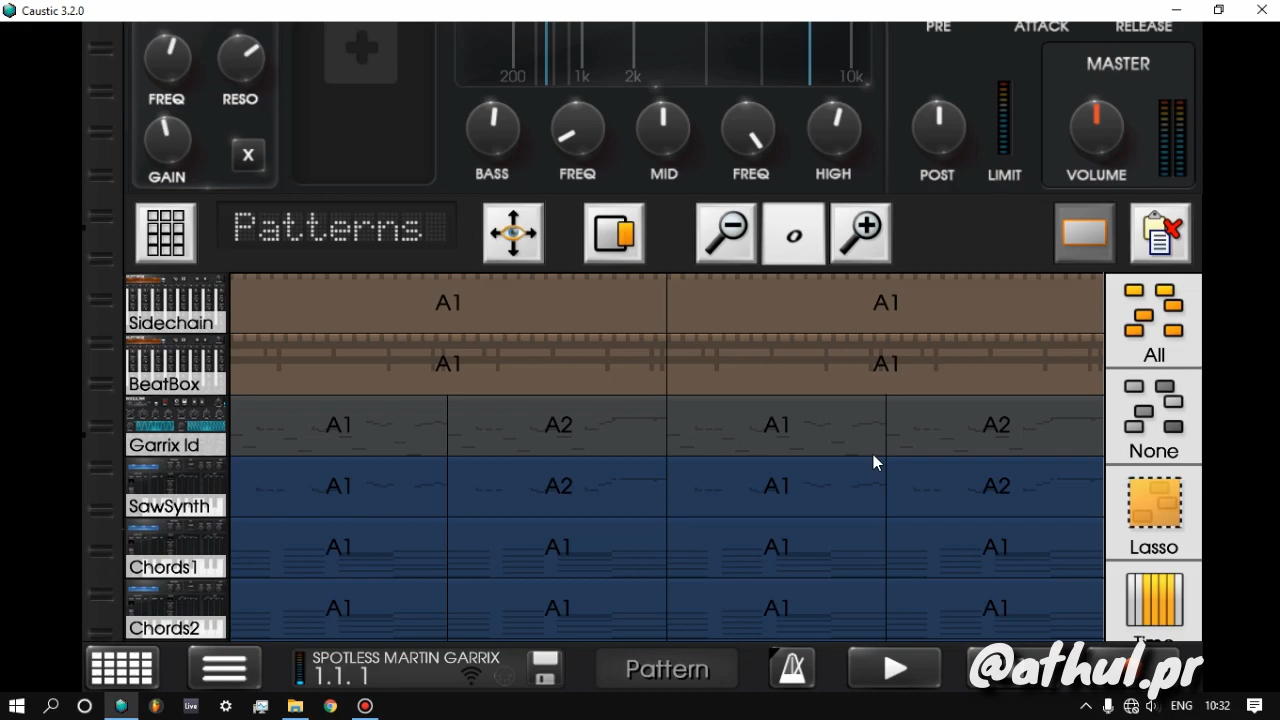 Caustic 3.2.0
PRE ATTACK RELEASE
MASTER
200 1k 2k 10k
FREQ RESO
GAIN X
BASS FREQ MID FREQ HIGH
POST LIMIT VOLUME
Patterns
Sidechain A1 A1
BeatBox A1 A1
Garrix ld A1 A2 A1 A2
SawSynth A1 A2 A1 A2
Chords1 A1 A1 A1 A1
Chords2 A1 A1 A1 A1
All
None
Lasso
Time
SPOTLESS MARTIN GARRIX
1.1. 1
Pattern
@athul.pr
Live
ENG 10:32